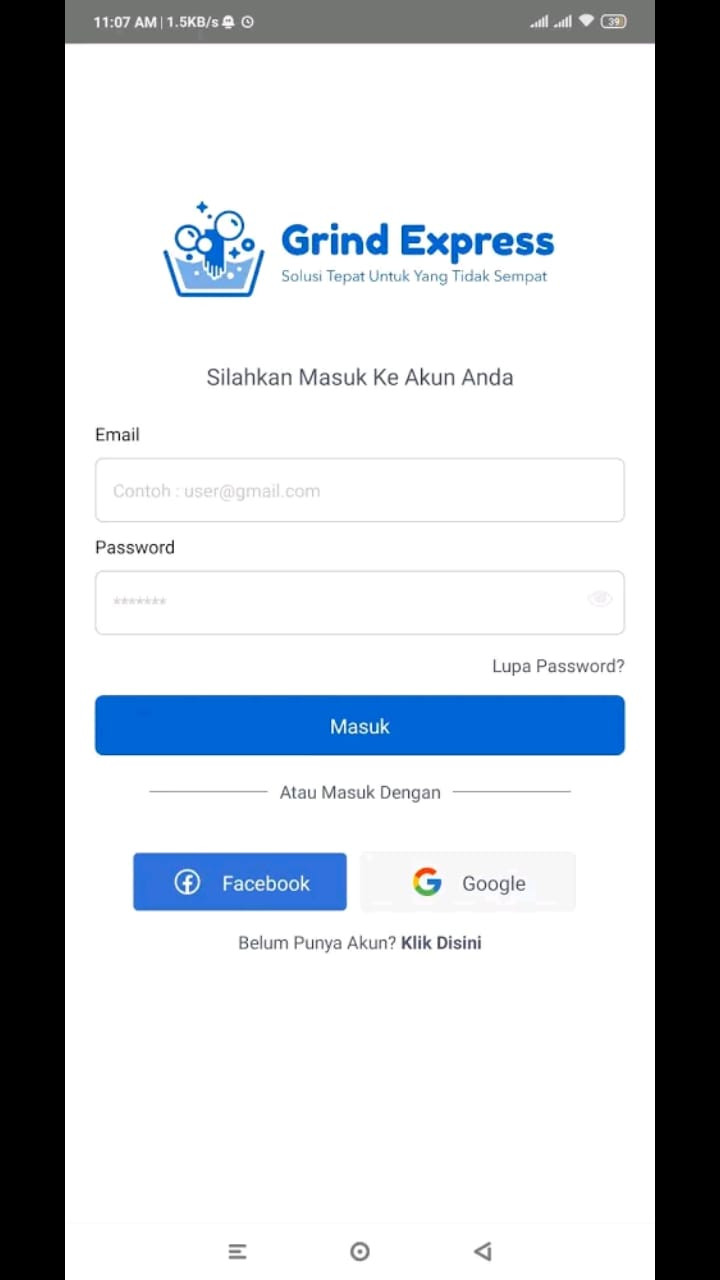 11:07 AM | 1.5KB/s
39
Grind Express
Solusi Tepat Untuk Yang Tidak Sempat
Silahkan Masuk Ke Akun Anda
Email
Contoh : user@gmail.com
Password
*******
Lupa Password?
Masuk
Atau Masuk Dengan
Facebook
Google
Belum Punya Akun? Klik Disini